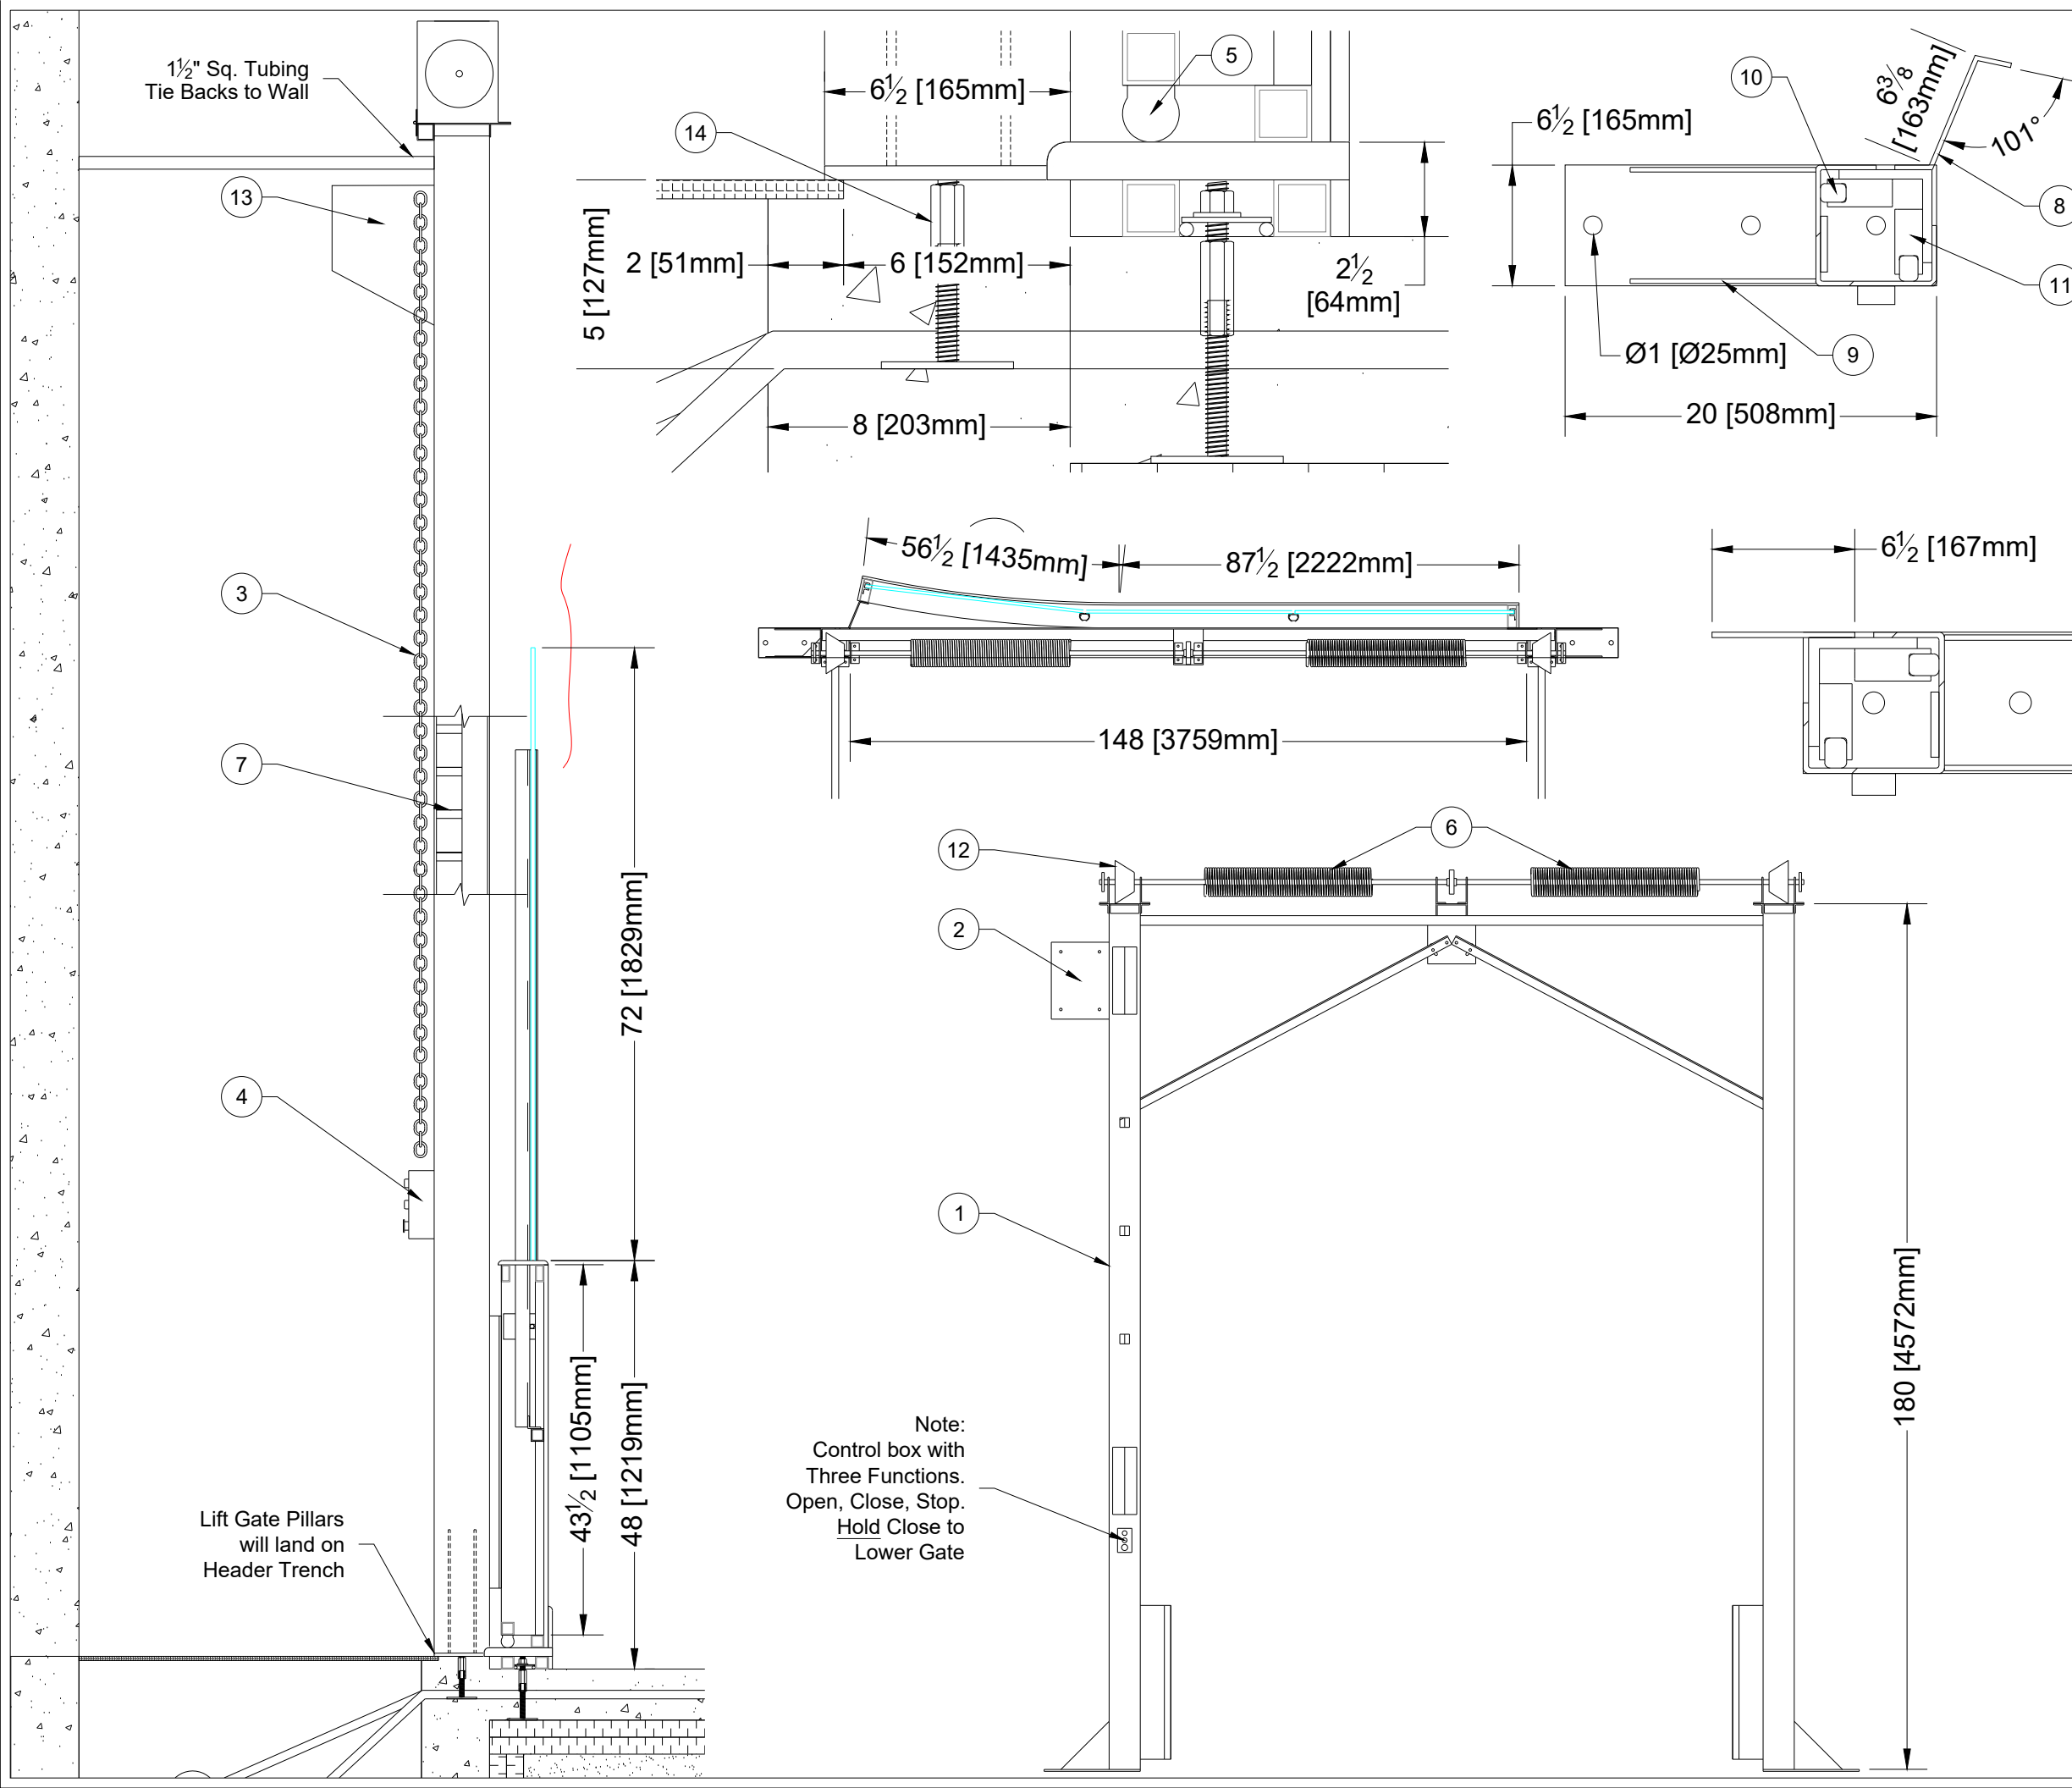 1½" Sq. Tubing
Tie Backs to Wall
13
3
7
4
Lift Gate Pillars
will land on
Header Trench
72 [1829mm]
43½ [1105mm]
48 [1219mm]
5
14
6½ [165mm]
5 [127mm]
2 [51mm]
6 [152mm]
2½
[64mm]
8 [203mm]
10
6⅜
[163mm]
101°
6½ [165mm]
8
11
Ø1 [Ø25mm]
9
20 [508mm]
56½ [1435mm]
87½ [2222mm]
148 [3759mm]
6½ [167mm]
6
12
2
1
180 [4572mm]
Note:
Control box with
Three Functions.
Open, Close, Stop.
Hold Close to
Lower Gate